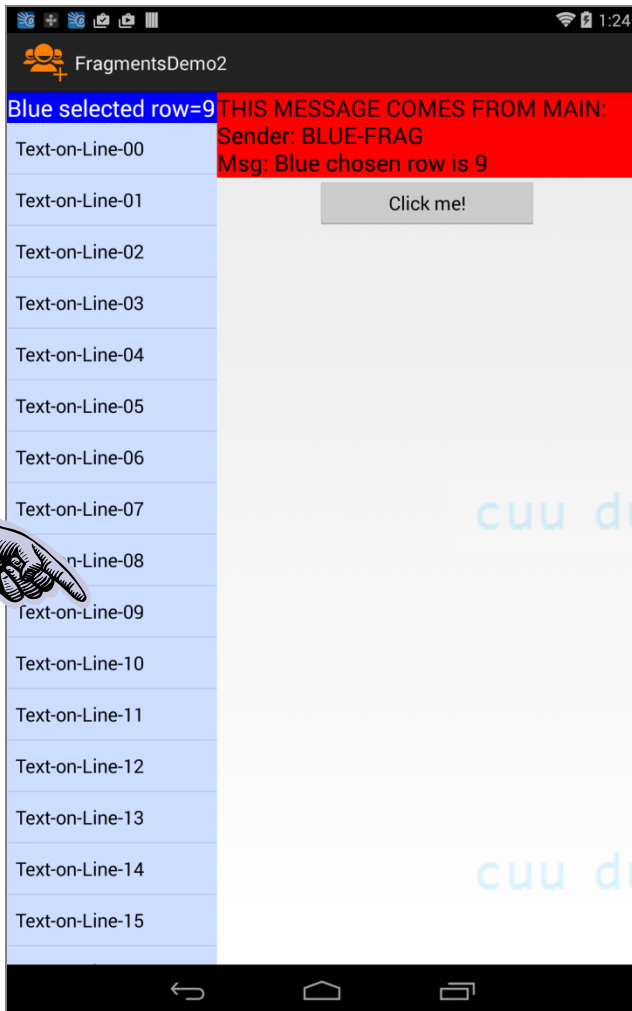 1:24
FragmentsDemo2
Blue selected row=9
THIS MESSAGE COMES FROM MAIN:
Sender: BLUE-FRAG
Msg: Blue chosen row is 9
Click me!
Text-on-Line-00
Text-on-Line-01
Text-on-Line-02
Text-on-Line-03
Text-on-Line-04
Text-on-Line-05
Text-on-Line-06
Text-on-Line-07
n-Line-08
Text-on-Line-09
Text-on-Line-10
Text-on-Line-11
Text-on-Line-12
Text-on-Line-13
Text-on-Line-14
Text-on-Line-15
cuu d
cuu d